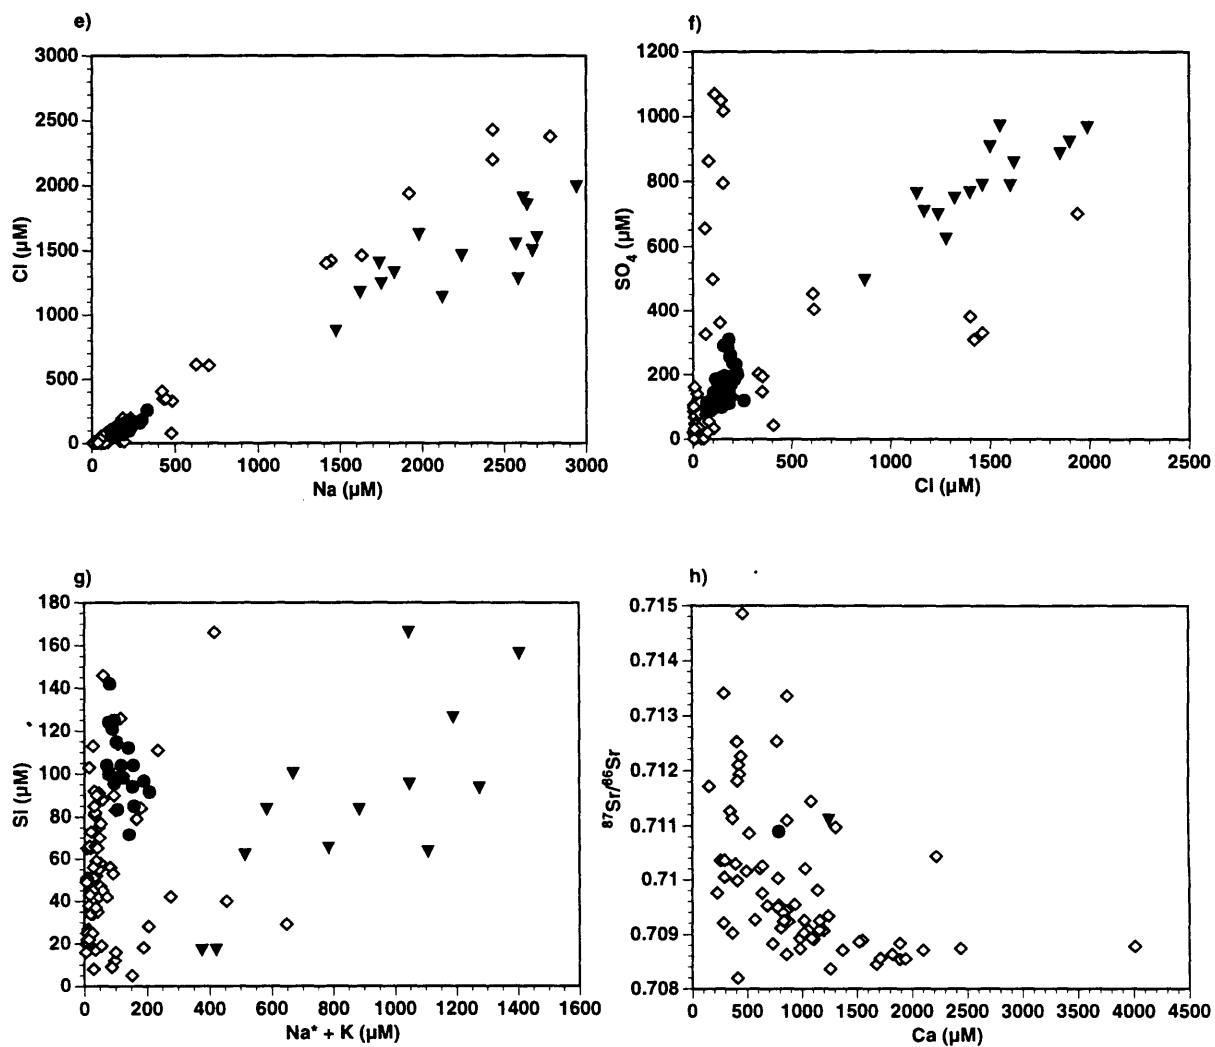 e)
3000
2500
2000
1500
1000
500
0
Cl (µM)
0 500 1000 1500 2000 2500 3000
Na (µM)
f)
1200
1000
800
600
400
200
0
SO4 (µM)
0 500 1000 1500 2000 2500
Cl (µM)
g)
180
160
140
120
100
80
60
40
20
0
Si (µM)
0 200 400 600 800 1000 1200 1400 1600
Na* + K (µM)
h)
0.715
0.714
0.713
0.712
0.711
0.71
0.709
0.708
87Sr/86Sr
0 500 1000 1500 2000 2500 3000 3500 4000 4500
Ca (µM)